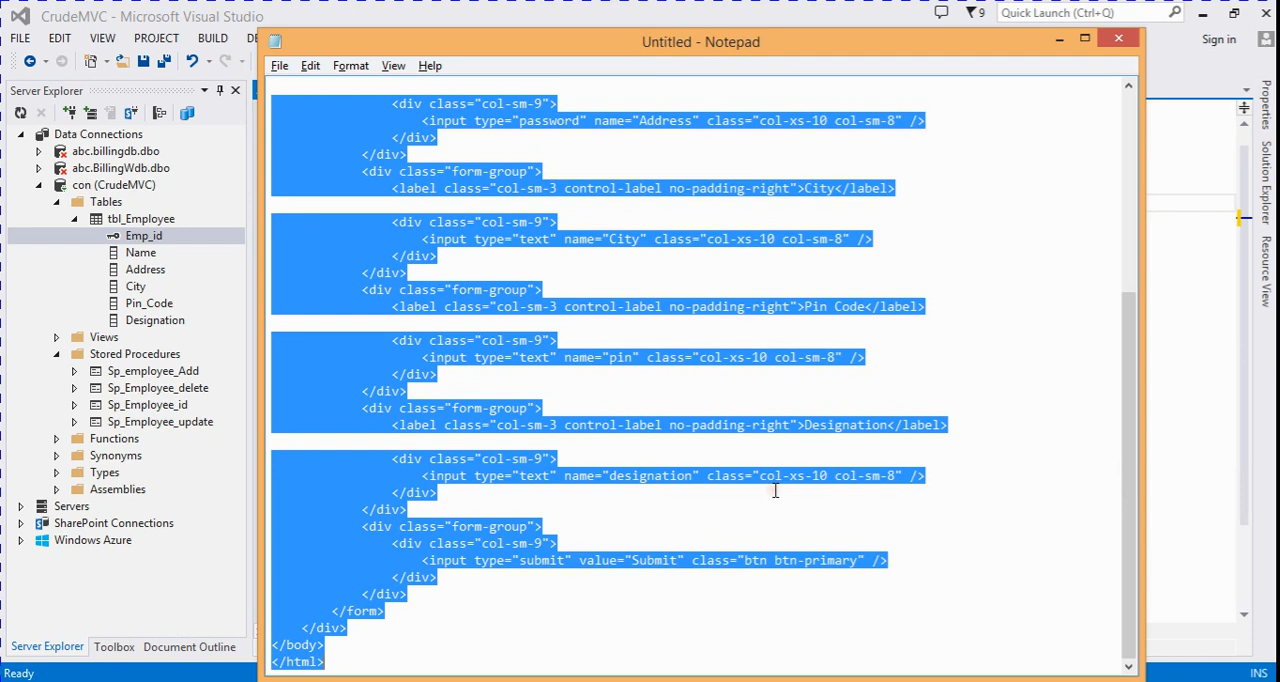 CrudeMVC - Microsoft Visual Studio
9
Quick Launch (Ctrl+Q)
FILE EDIT VIEW PROJECT BUILD
Sign in
Untitled - Notepad
File Edit Format View Help
Server Explorer
Data Connections
abc.billingdb.dbo
abc.BillingWdb.dbo
con (CrudeMVC)
Tables
tbl_Employee
Emp_id
Name
Address
City
Pin_Code
Designation
Views
Stored Procedures
Sp_employee_Add
Sp_Employee_delete
Sp_Employee_id
Sp_Employee_update
Functions
Synonyms
Types
Assemblies
Servers
SharePoint Connections
Windows Azure
Server Explorer Toolbox Document Outline
Ready
<div class="col-sm-9">
<input type="password" name="Address" class="col-xs-10 col-sm-8" />
</div>
</div>
<div class="form-group">
<label class="col-sm-3 control-label no-padding-right">City</label>
<div class="col-sm-9">
<input type="text" name="City" class="col-xs-10 col-sm-8" />
</div>
</div>
<div class="form-group">
<label class="col-sm-3 control-label no-padding-right">Pin Code</label>
<div class="col-sm-9">
<input type="text" name="pin" class="col-xs-10 col-sm-8" />
</div>
</div>
<div class="form-group">
<label class="col-sm-3 control-label no-padding-right">Designation</label>
<div class="col-sm-9">
<input type="text" name="designation" class="col-xs-10 col-sm-8" />
</div>
</div>
<div class="form-group">
<div class="col-sm-9">
<input type="submit" value="Submit" class="btn btn-primary" />
</div>
</div>
</form>
</div>
</body>
</html>
Properties
Solution Explorer
Resource View
INS